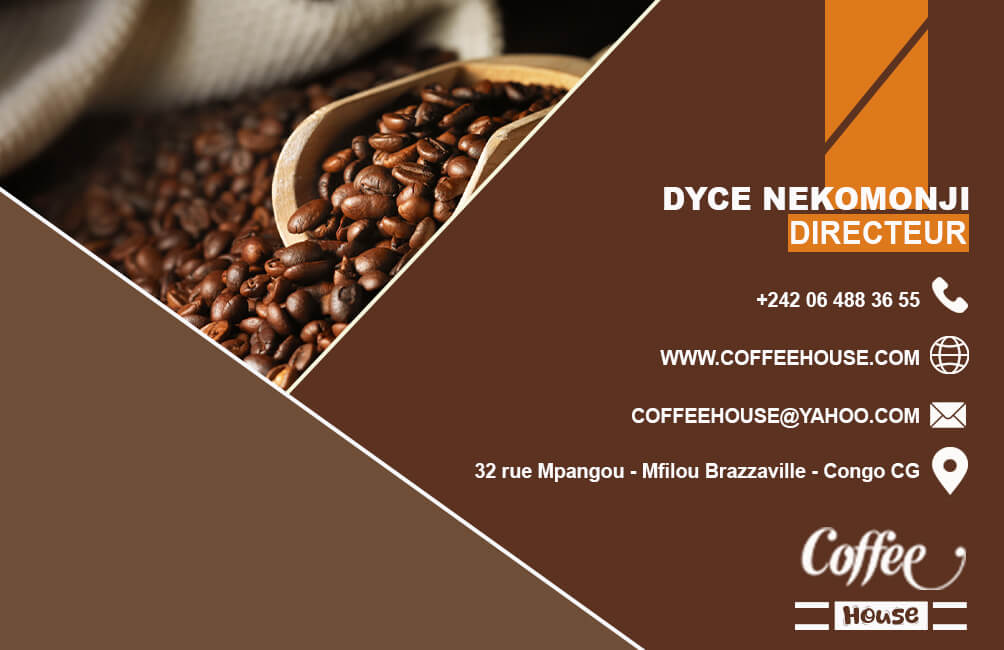 DYCE NEKOMONJI
DIRECTEUR
+242 06 488 36 55
WWW.COFFEEHOUSE.COM
COFFEEHOUSE@YAHOO.COM
32 rue Mpangou - Mfilou Brazzaville - Congo CG
Coffee
House